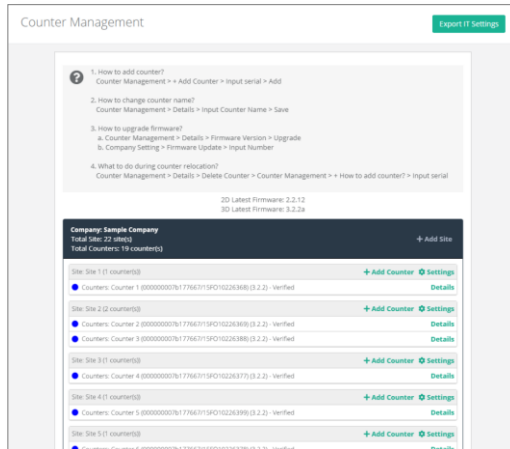 Counter Management
Export IT Settings
1. How to add counter?
Counter Management > + Add Counter > Input serial > Add
2. How to change counter name?
Counter Management > Details > Input Counter Name > Save
3. How to upgrade firmware?
a. Counter Management > Details > Firmware Version > Upgrade
b. Company Setting > Firmware Update > Input Number
4. What to do during counter relocation?
Counter Management > Details > Delete Counter > Counter Management > + How to add counter? > Input serial
2D Latest Firmware: 2.2.12
3D Latest Firmware: 3.2.2a
Company: Sample Company
Total Site: 22 site(s)
+ Add Site
Total Counters: 19 counter(s)
Site: Site 1 (1 counter(s)) + Add Counter Settings
Counters: Counter 1 (000000007b177667/15FO10226368) (3.2.2) - Verified Details
Site: Site 2 (2 counter(s)) + Add Counter Settings
Counters: Counter 2 (000000007b177667/15FO10226369) (3.2.2) - Verified Details
Counters: Counter 3 (000000007b177667/15FO10226388) (3.2.2) - Verified Details
Site: Site 3 (1 counter(s)) + Add Counter Settings
Counters: Counter 4 (000000007b177667/15FO10226377) (3.2.2) - Verified Details
Site: Site 4 (1 counter(s)) + Add Counter Settings
Counters: Counter 5 (000000007b177667/15FO10226399) (3.2.2) - Verified Details
Site: Site 5 (1 counter(s)) + Add Counter Settings